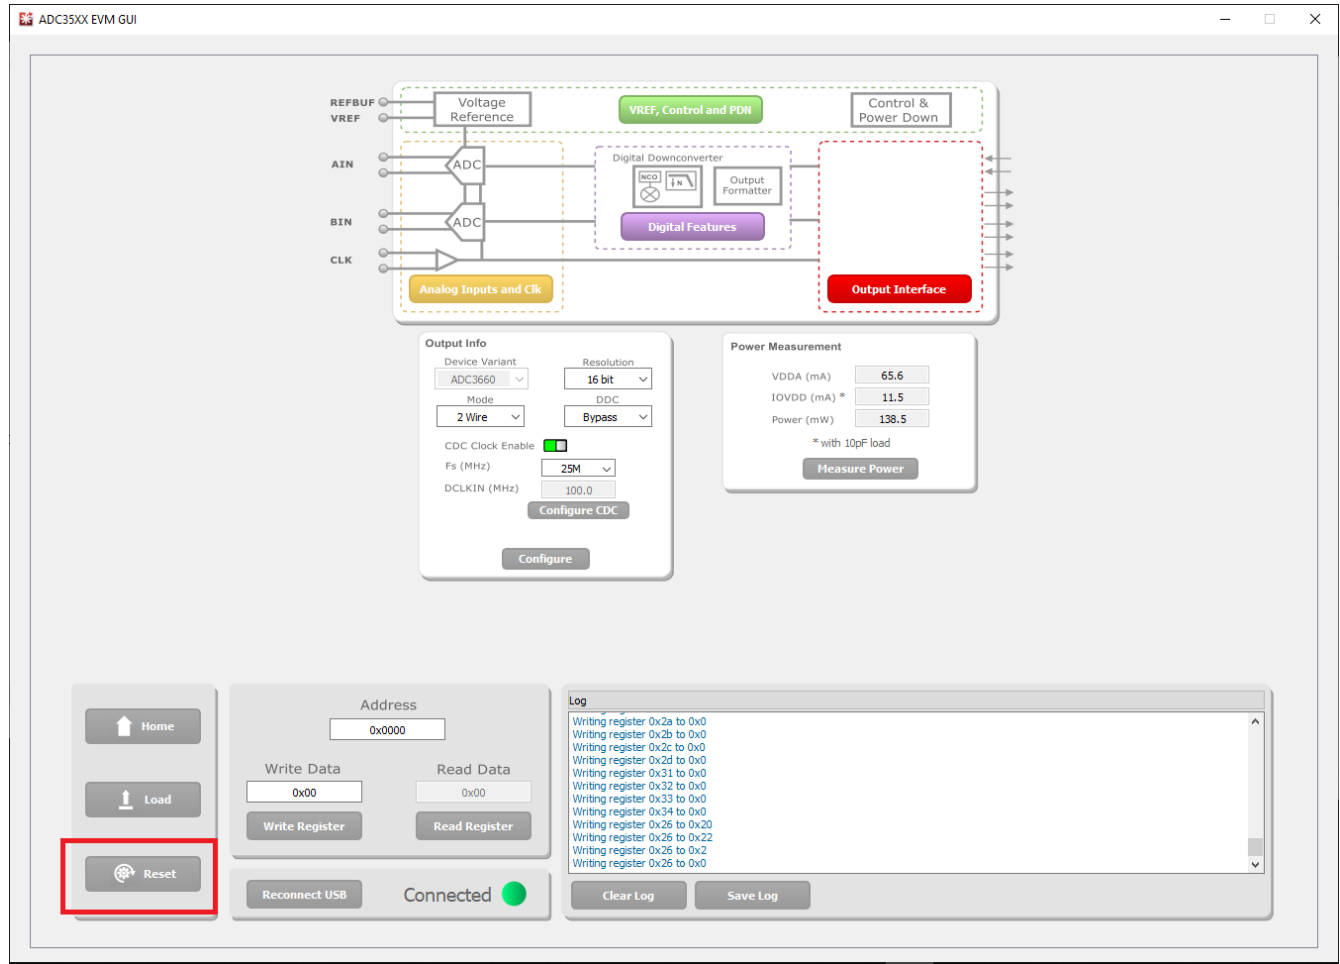 ADC35XX EVM GUI
REFBUF
VREF
Voltage
Reference
VREF, Control and PDN
Control &
Power Down
AIN
ADC
Digital Downconverter
NCO
N
Output
Formatter
BIN
ADC
Digital Features
CLK
Analog Inputs and Clk
Output Interface
Output Info
Device Variant
Resolution
ADC3660
16 bit
Mode
DDC
2 Wire
Bypass
CDC Clock Enable
Fs (MHz)
25M
DCLKIN (MHz)
100.0
Configure CDC
Configure
Power Measurement
VDDA (mA)
65.6
IOVDD (mA) *
11.5
Power (mW)
138.5
* with 10pF load
Measure Power
Home
Load
Reset
Address
0x0000
Write Data
Read Data
0x00
0x00
Write Register
Read Register
Reconnect USB
Connected
Log
Writing register 0x2a to 0x0
Writing register 0x2b to 0x0
Writing register 0x2c to 0x0
Writing register 0x2d to 0x0
Writing register 0x31 to 0x0
Writing register 0x32 to 0x0
Writing register 0x33 to 0x0
Writing register 0x34 to 0x0
Writing register 0x26 to 0x20
Writing register 0x26 to 0x22
Writing register 0x26 to 0x2
Writing register 0x26 to 0x0
Clear Log
Save Log